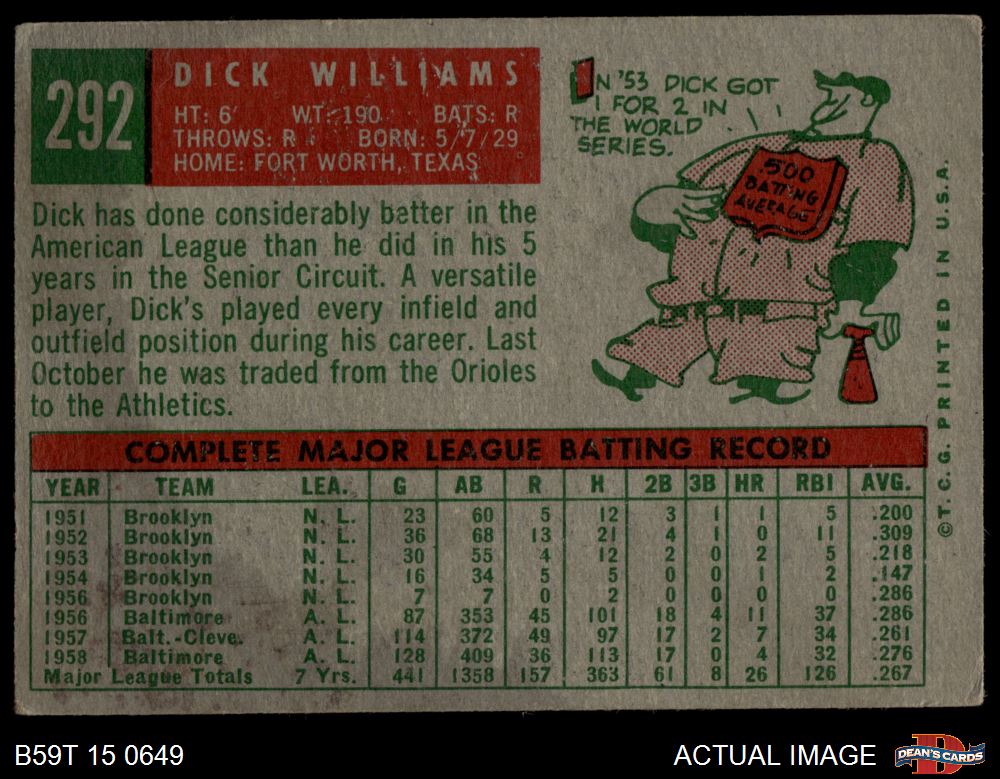 292
DICK WILLIAMS
HT: 6' WT: 190 BATS: R
THROWS: R BORN: 5/7/29
HOME: FORT WORTH, TEXAS
Dick has done considerably batter in the
American League than he did in his 5
years in the Senior Circuit. A versatile
player, Dick's played every infield and
outfield position during his career. Last
October he was traded from the Orioles
to the Athletics.
IN '53 DICK GOT
1 FOR 2 IN
THE WORLD
SERIES.
.500
BATTING
AVERAGE
© T. C. G. PRINTED IN U.S.A.
COMPLETE MAJOR LEAGUE BATTING RECORD
YEAR TEAM LEA. G AB R H 2B 3B HR RBI AVG.
1951 Brooklyn N. L. 23 60 5 12 3 1 1 5 .200
1952 Brooklyn N. L. 36 68 13 21 4 1 0 11 .309
1953 Brooklyn N. L. 30 55 4 12 2 0 2 5 .218
1954 Brooklyn N. L. 16 34 5 5 0 0 1 2 .147
1956 Brooklyn N. L. 7 7 0 2 0 0 0 0 .286
1956 Baltimore A. L. 87 353 45 101 18 4 11 37 .286
1957 Balt.-Cleve. A. L. 114 372 49 97 17 2 7 34 .261
1958 Baltimore A. L. 128 409 36 113 17 0 4 32 .276
Major League Totals 7 Yrs. 441 1358 157 363 61 8 26 126 .267
B59T 15 0649
ACTUAL IMAGE
DEAN'S CARDS